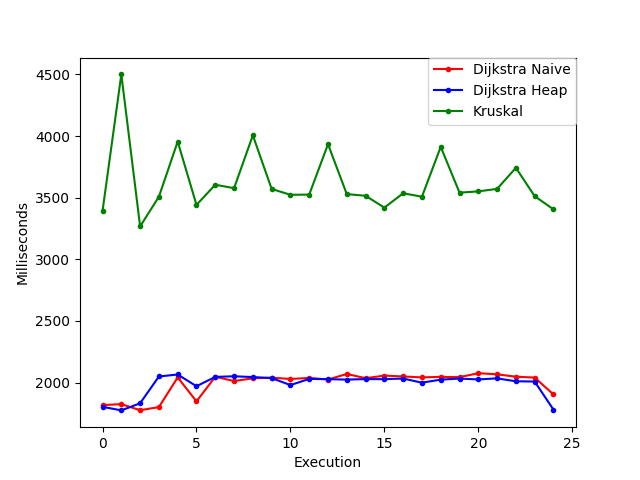 Dijkstra Naive
Dijkstra Heap
Kruskal
4500
4000
3500
3000
2500
2000
Milliseconds
0 5 10 15 20 25
Execution